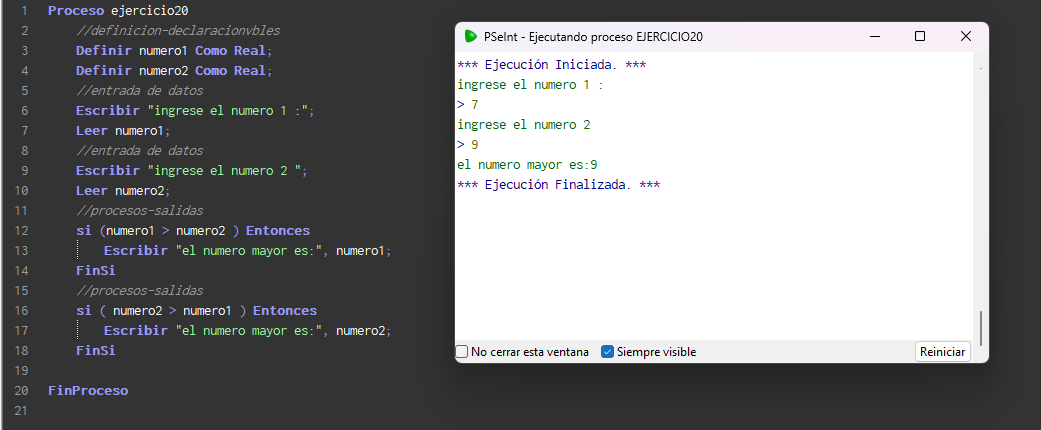 1 Proceso ejercicio20
2 //definicion-declaracionvbles
3 Definir numero1 Como Real;
4 Definir numero2 Como Real;
5 //entrada de datos
6 Escribir "ingrese el numero 1 :";
7 Leer numero1;
8 //entrada de datos
9 Escribir "ingrese el numero 2 ";
10 Leer numero2;
11 //procesos-salidas
12 si (numero1 > numero2 ) Entonces
13 Escribir "el numero mayor es:", numero1;
14 FinSi
15 //procesos-salidas
16 si ( numero2 > numero1 ) Entonces
17 Escribir "el numero mayor es:", numero2;
18 FinSi
19
20 FinProceso
21
PSeInt - Ejecutando proceso EJERCICIO20
*** Ejecución Iniciada. ***
ingrese el numero 1 :
> 7
ingrese el numero 2
> 9
el numero mayor es:9
*** Ejecución Finalizada. ***
No cerrar esta ventana
Siempre visible
Reiniciar